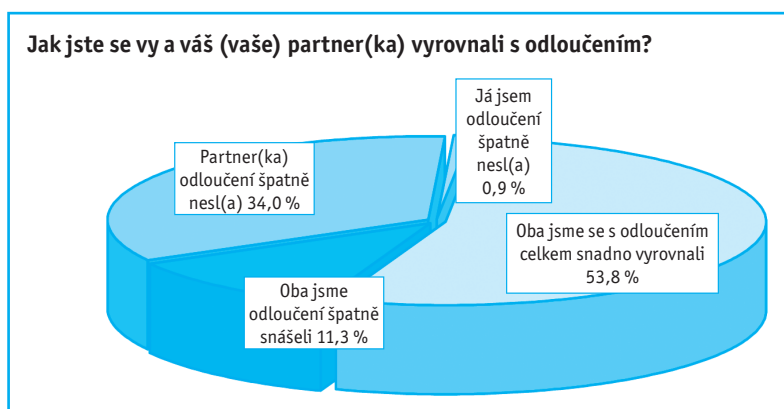 Jak jste se vy a váš (vaše) partner(ka) vyrovnali s odloučením?
Já jsem
odloučení
špatně
nesl(a)
0,9 %
Partner(ka)
odloučení špatně
nesl(a) 34,0 %
Oba jsme se s odloučením
celkem snadno vyrovnali
53,8 %
Oba jsme
odloučení špatně
snášeli 11,3 %